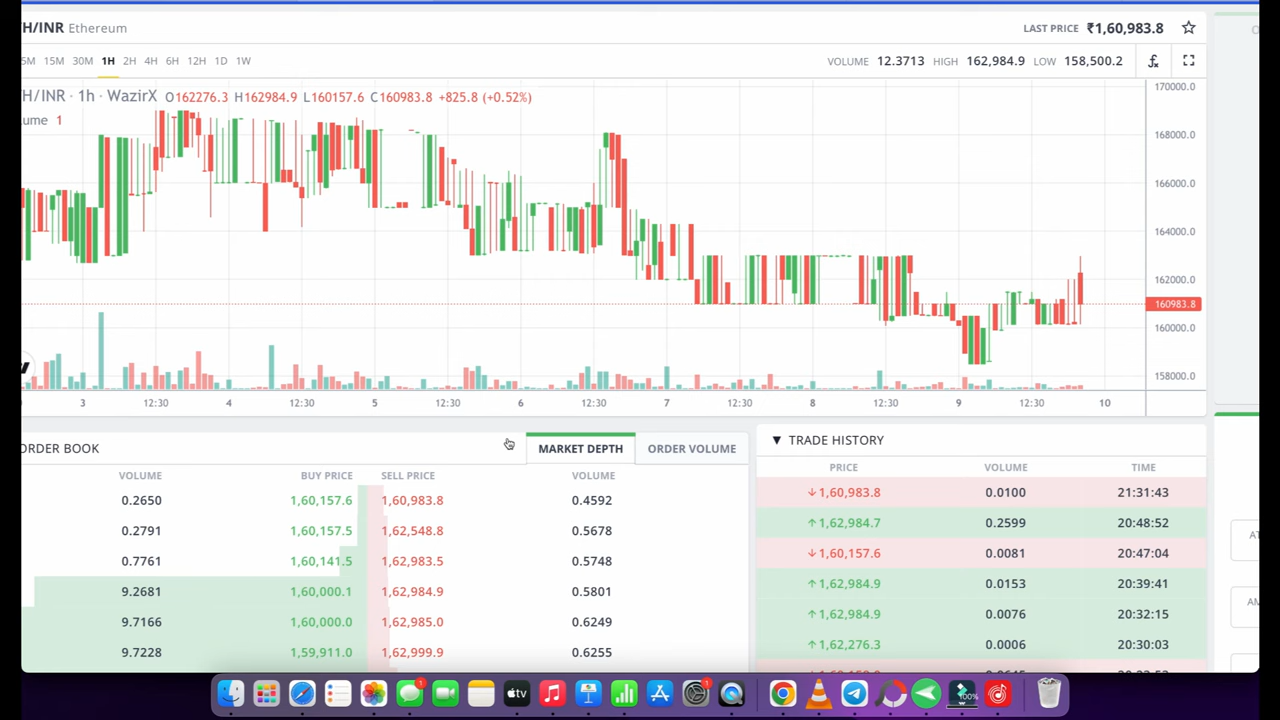 H/INR Ethereum
LAST PRICE ₹1,60,983.8
5M 15M 30M 1H 2H 4H 6H 12H 1D 1W
VOLUME 12.3713 HIGH 162,984.9 LOW 158,500.2
H/INR · 1h · WazirX O162276.3 H162984.9 L160157.6 C160983.8 +825.8 (+0.52%)
ume 1
170000.0
168000.0
166000.0
164000.0
162000.0
160983.8
160000.0
158000.0
3 12:30 4 12:30 5 12:30 6 12:30 7 12:30 8 12:30 9 12:30 10
ORDER BOOK
MARKET DEPTH ORDER VOLUME
VOLUME BUY PRICE SELL PRICE VOLUME
0.2650 1,60,157.6 1,60,983.8 0.4592
0.2791 1,60,157.5 1,62,548.8 0.5678
0.7761 1,60,141.5 1,62,983.5 0.5748
9.2681 1,60,000.1 1,62,984.9 0.5801
9.7166 1,60,000.0 1,62,985.0 0.6249
9.7228 1,59,911.0 1,62,999.9 0.6255
▼ TRADE HISTORY
PRICE VOLUME TIME
↓1,60,983.8 0.0100 21:31:43
↑1,62,984.7 0.2599 20:48:52
↓1,60,157.6 0.0081 20:47:04
↑1,62,984.9 0.0153 20:39:41
↑1,62,984.9 0.0076 20:32:15
↑1,62,276.3 0.0006 20:30:03
AT
AM
1
tv
1
100%